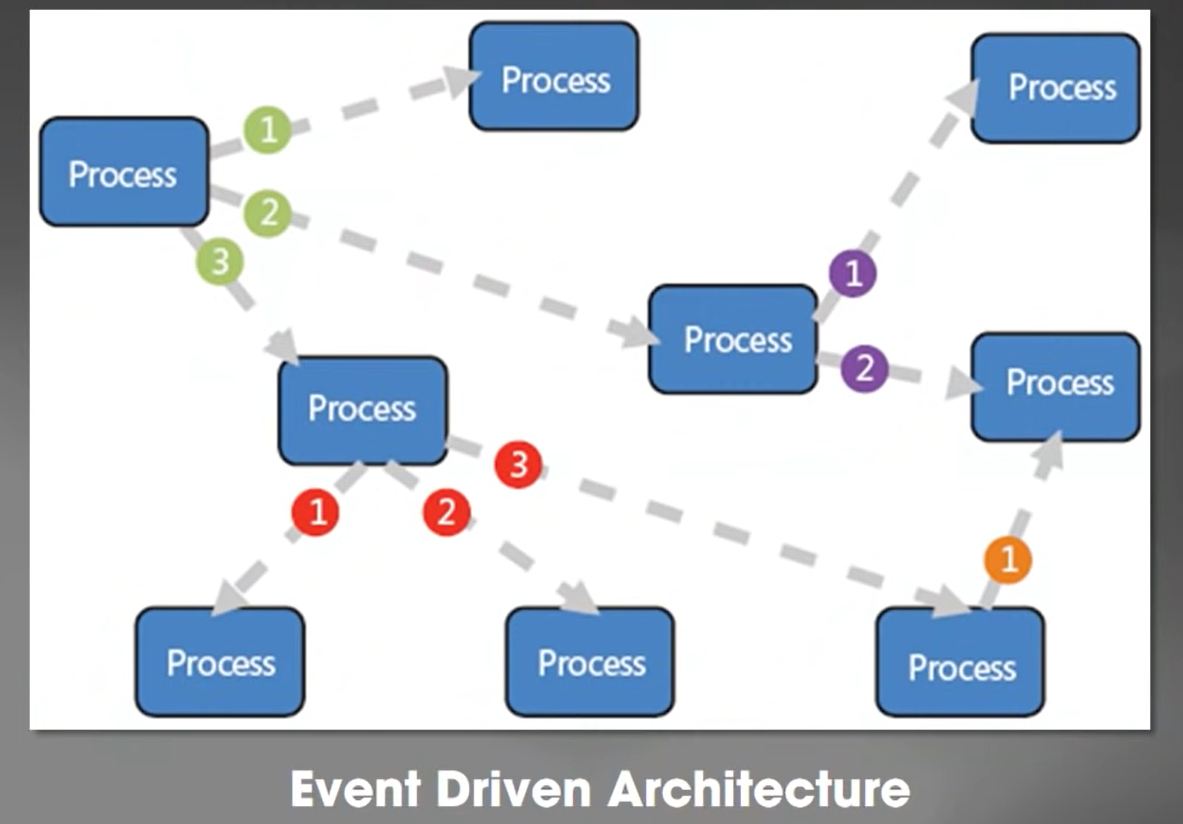 Process
Process
Process
1
2
3
Process
1
2
Process
Process
3
1
2
1
Process
Process
Process
Event Driven Architecture